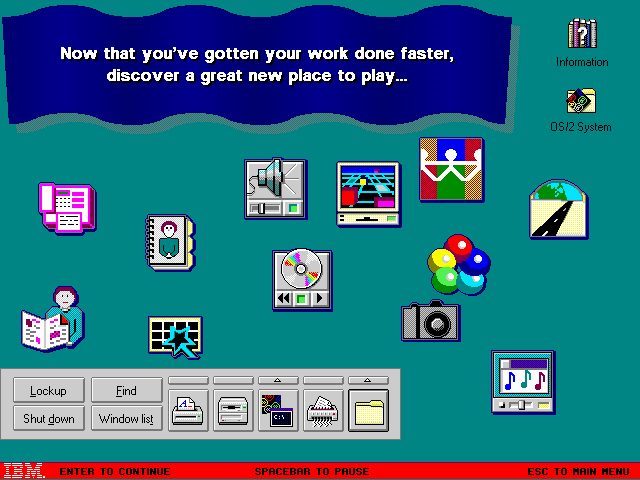 Now that you've gotten your work done faster,
discover a great new place to play...
Information
OS/2 System
Lockup
Find
Shut down
Window list
C:\
IBM.
ENTER TO CONTINUE
SPACEBAR TO PAUSE
ESC TO MAIN MENU